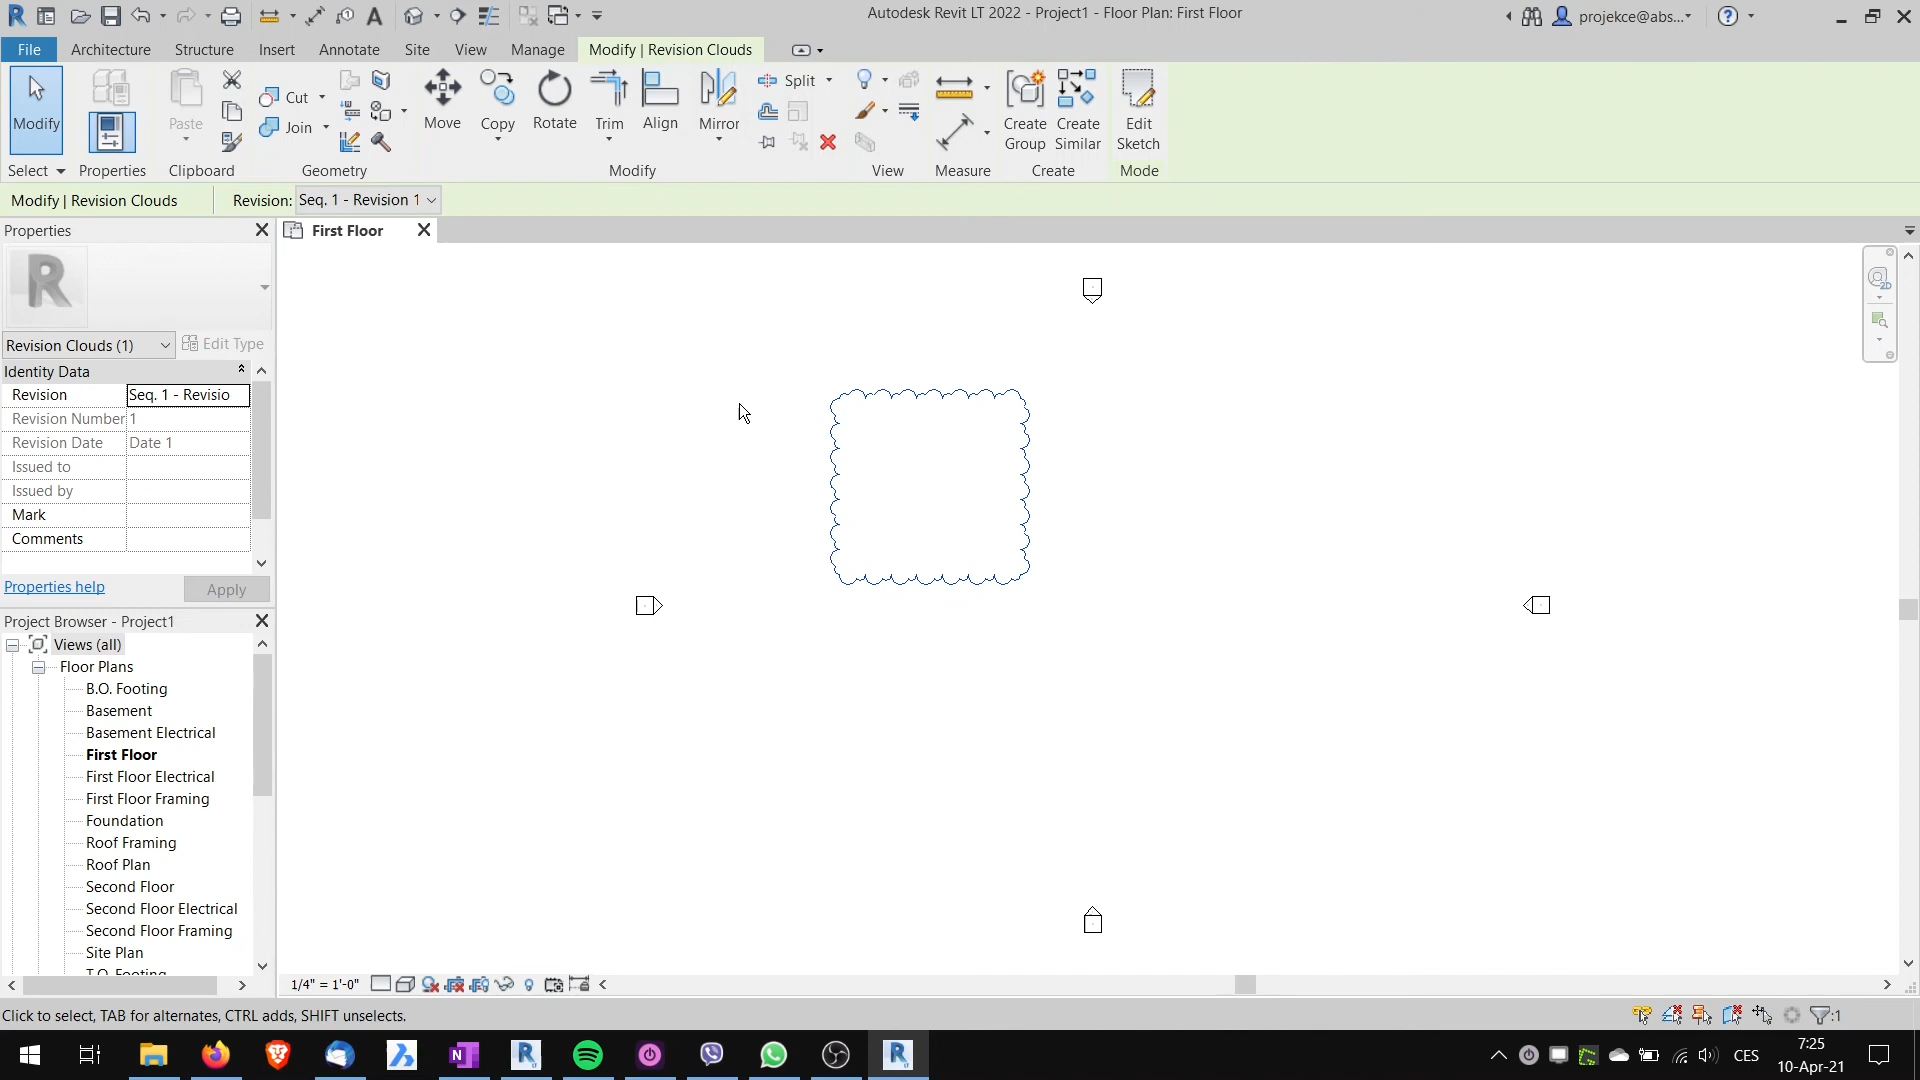 Autodesk Revit LT 2022 - Project1 - Floor Plan: First Floor
projekce@abs...
File Architecture Structure Insert Annotate Site View Manage Modify | Revision Clouds
Modify
Paste
Cut
Join
Move Copy Rotate Trim Align Mirror
Split
Create Group
Create Similar
Edit Sketch
Select Properties Clipboard Geometry Modify View Measure Create Mode
Modify | Revision Clouds Revision: Seq. 1 - Revision 1
Properties
First Floor
R
2D
Revision Clouds (1) Edit Type
Identity Data
Revision Seq. 1 - Revisio
Revision Number 1
Revision Date Date 1
Issued to
Issued by
Mark
Comments
Properties help Apply
Project Browser - Project1
Views (all)
Floor Plans
B.O. Footing
Basement
Basement Electrical
First Floor
First Floor Electrical
First Floor Framing
Foundation
Roof Framing
Roof Plan
Second Floor
Second Floor Electrical
Second Floor Framing
Site Plan
T.O. Footing
1/4" = 1'-0"
Click to select, TAB for alternates, CTRL adds, SHIFT unselects.
:1
CES
7:25
10-Apr-21